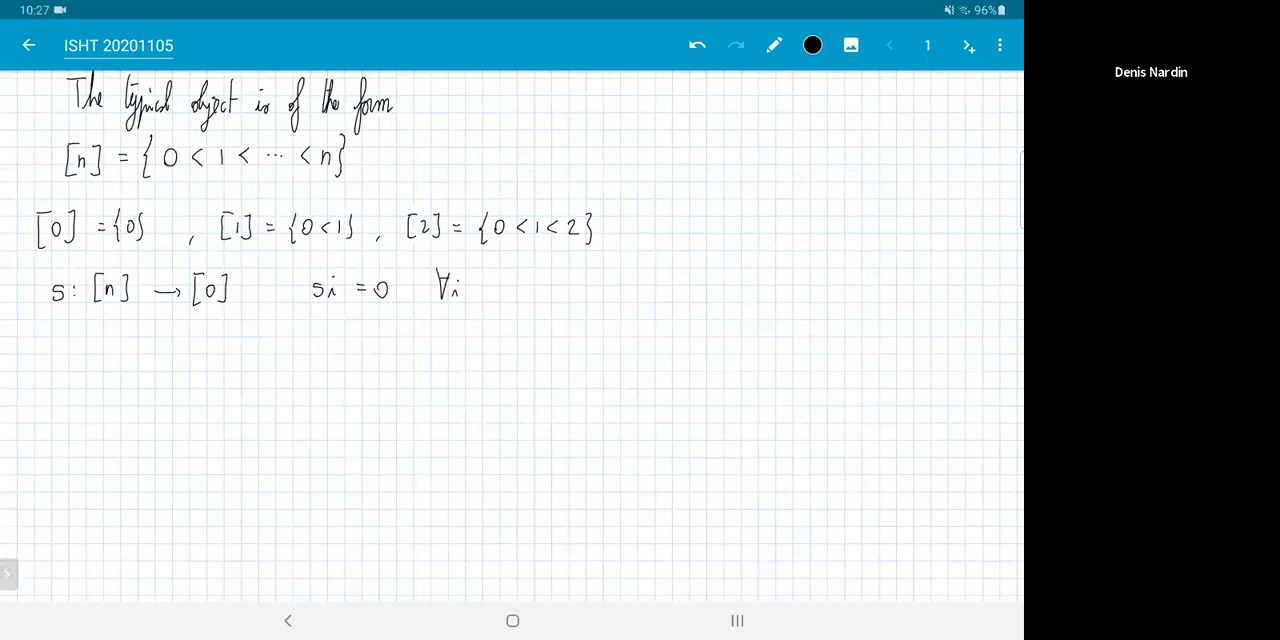 10:27 96%
ISHT 20201105 1
Denis Nardin
The typical object is of the form
[n] = {0 < 1 < ⋯ < n}
[0] = {0} , [1] = {0 < 1} , [2] = {0 < 1 < 2}
s: [n] → [0] si = 0 ∀i